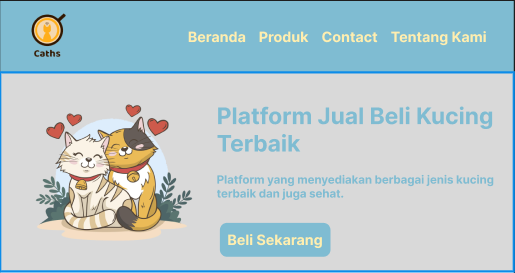 Caths
Beranda Produk Contact Tentang Kami
Platform Jual Beli Kucing
Terbaik
Platform yang menyediakan berbagai jenis kucing
terbaik dan juga sehat.
Beli Sekarang